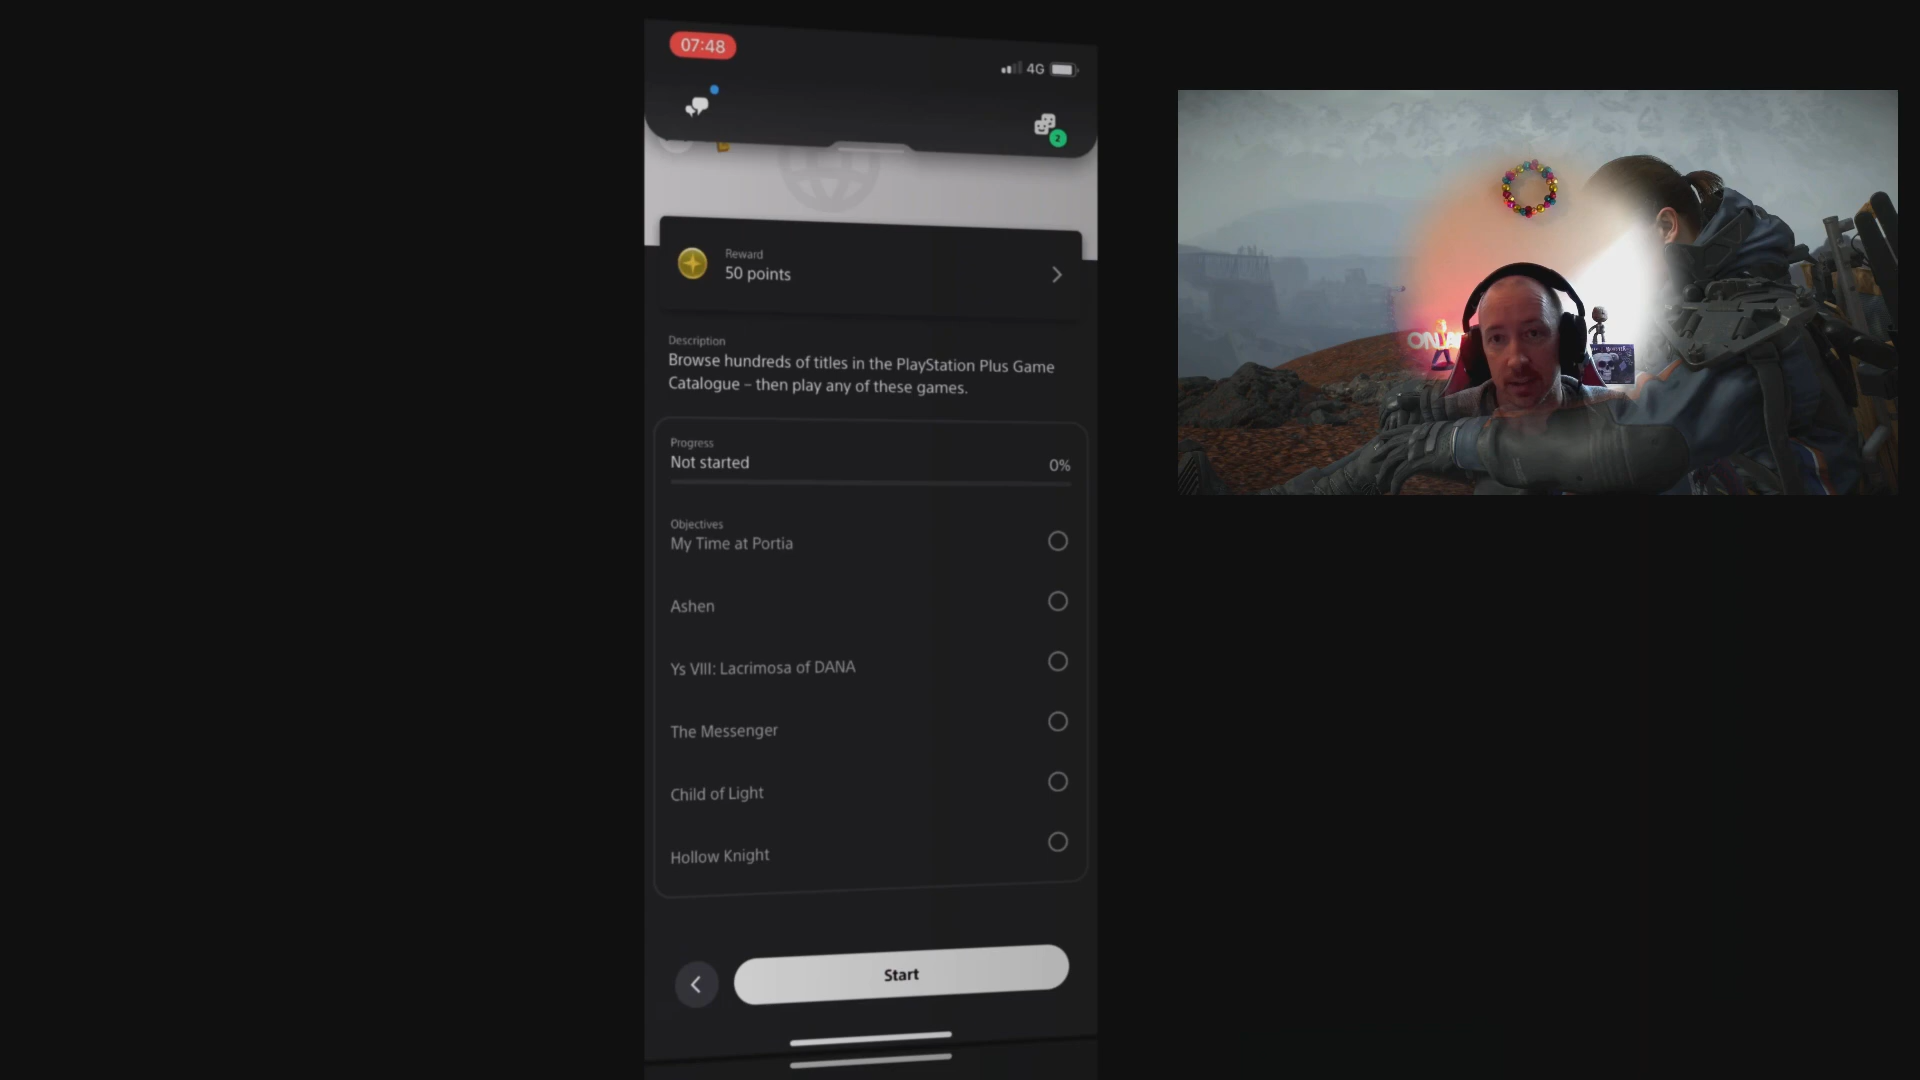 07:48
4G
2
Reward
50 points
Description
Browse hundreds of titles in the PlayStation Plus Game
Catalogue – then play any of these games.
Progress
Not started
0%
Objectives
My Time at Portia
Ashen
Ys VIII: Lacrimosa of DANA
The Messenger
Child of Light
Hollow Knight
Start
ON A